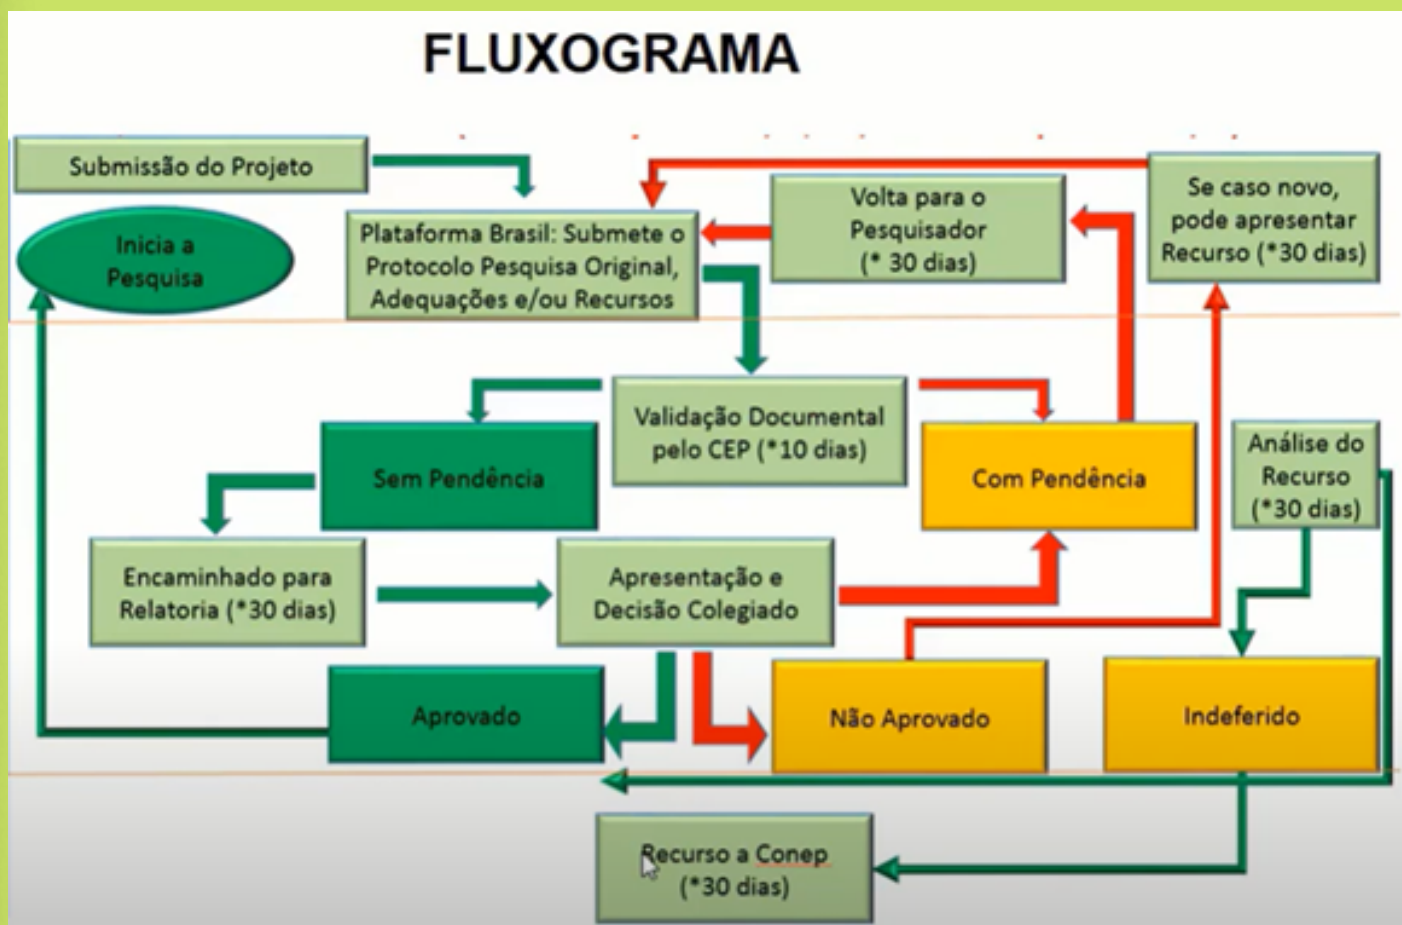 FLUXOGRAMA
Submissão do Projeto
Inicia a
Pesquisa
Plataforma Brasil: Submete o
Protocolo Pesquisa Original,
Adequações e/ou Recursos
Volta para o
Pesquisador
(* 30 dias)
Se caso novo,
pode apresentar
Recurso (*30 dias)
Validação Documental
pelo CEP (*10 dias)
Sem Pendência
Com Pendência
Análise do
Recurso
(*30 dias)
Encaminhado para
Relatoria (*30 dias)
Apresentação e
Decisão Colegiado
Aprovado
Não Aprovado
Indeferido
Recurso a Conep
(*30 dias)